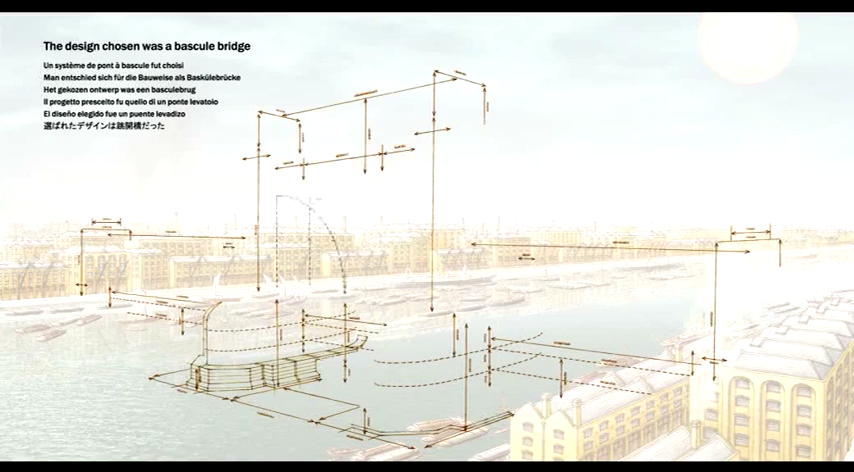 The design chosen was a bascule bridge
Un système de pont à bascule fut choisi
Man entschied sich für die Bauweise als Baskülebrücke
Het gekozen ontwerp was een basculebrug
Il progetto prescelto fu quello di un ponte levatoio
El diseño elegido fue un puente levadizo
選ばれたデザインは跳開橋だった